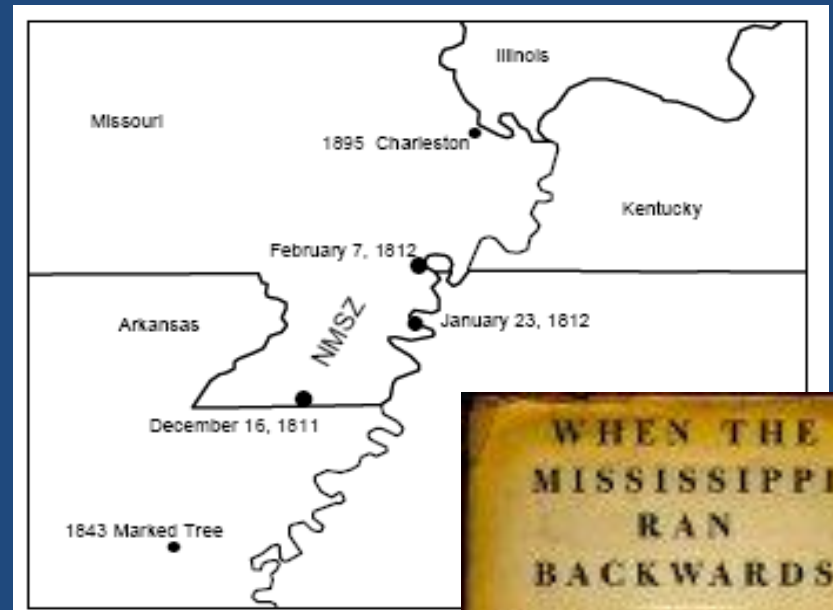 Illinois
Missouri
1895 Charleston
Kentucky
February 7, 1812
Arkansas
NMSZ
January 23, 1812
December 16, 1811
1843 Marked Tree
WHEN THE
MISSISSIPPI
RAN
BACKWARDS